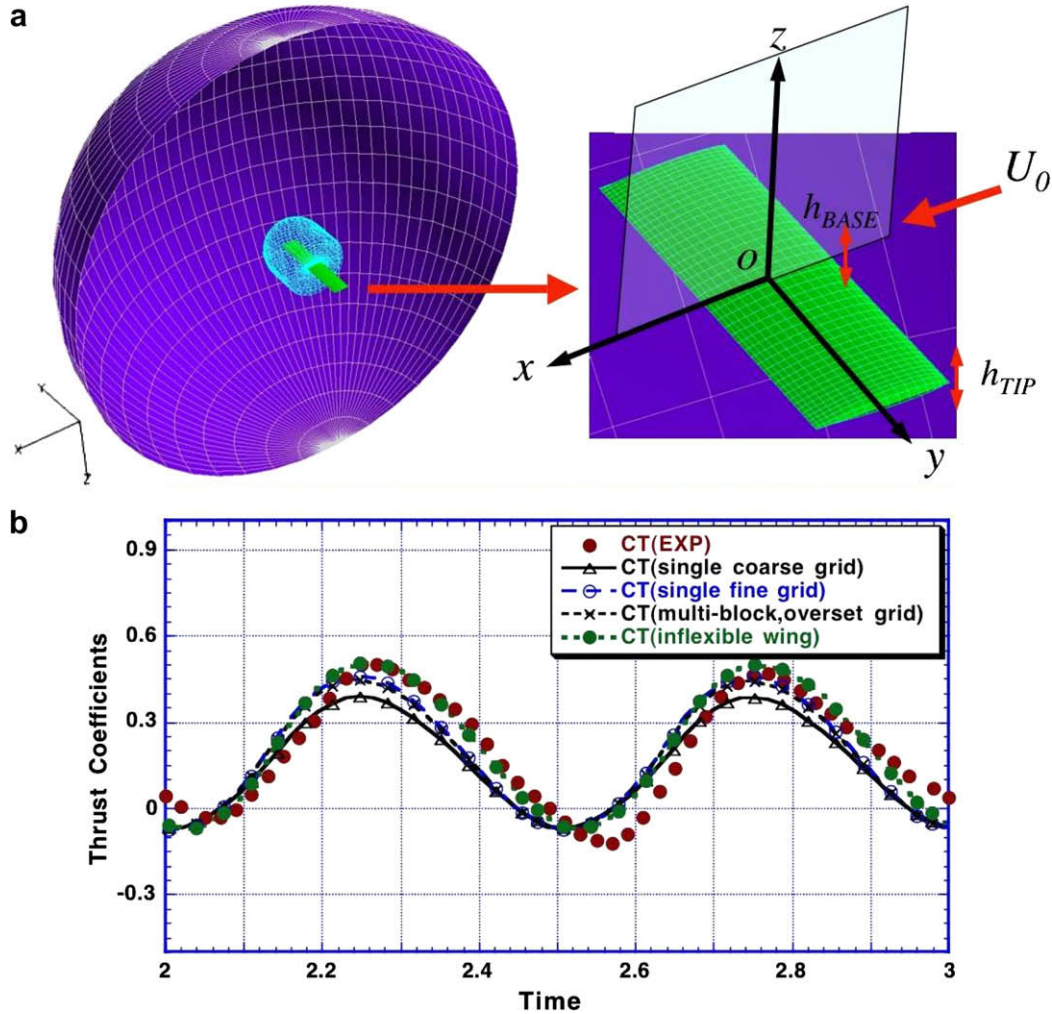 a
z
U0
hBASE
o
x
hTIP
y
Y
X
Z
b
CT(EXP)
CT(single coarse grid)
CT(single fine grid)
CT(multi-block,overset grid)
CT(inflexible wing)
0.9
0.6
0.3
0
-0.3
Thrust Coefficients
2
2.2
2.4
2.6
2.8
3
Time